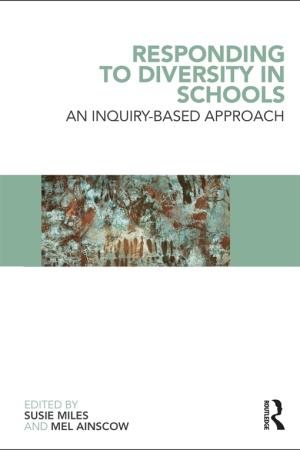 RESPONDING
TO DIVERSITY IN
SCHOOLS
AN INQUIRY-BASED APPROACH
EDITED BY
SUSIE MILES
AND MEL AINSCOW
ROUTLEDGE